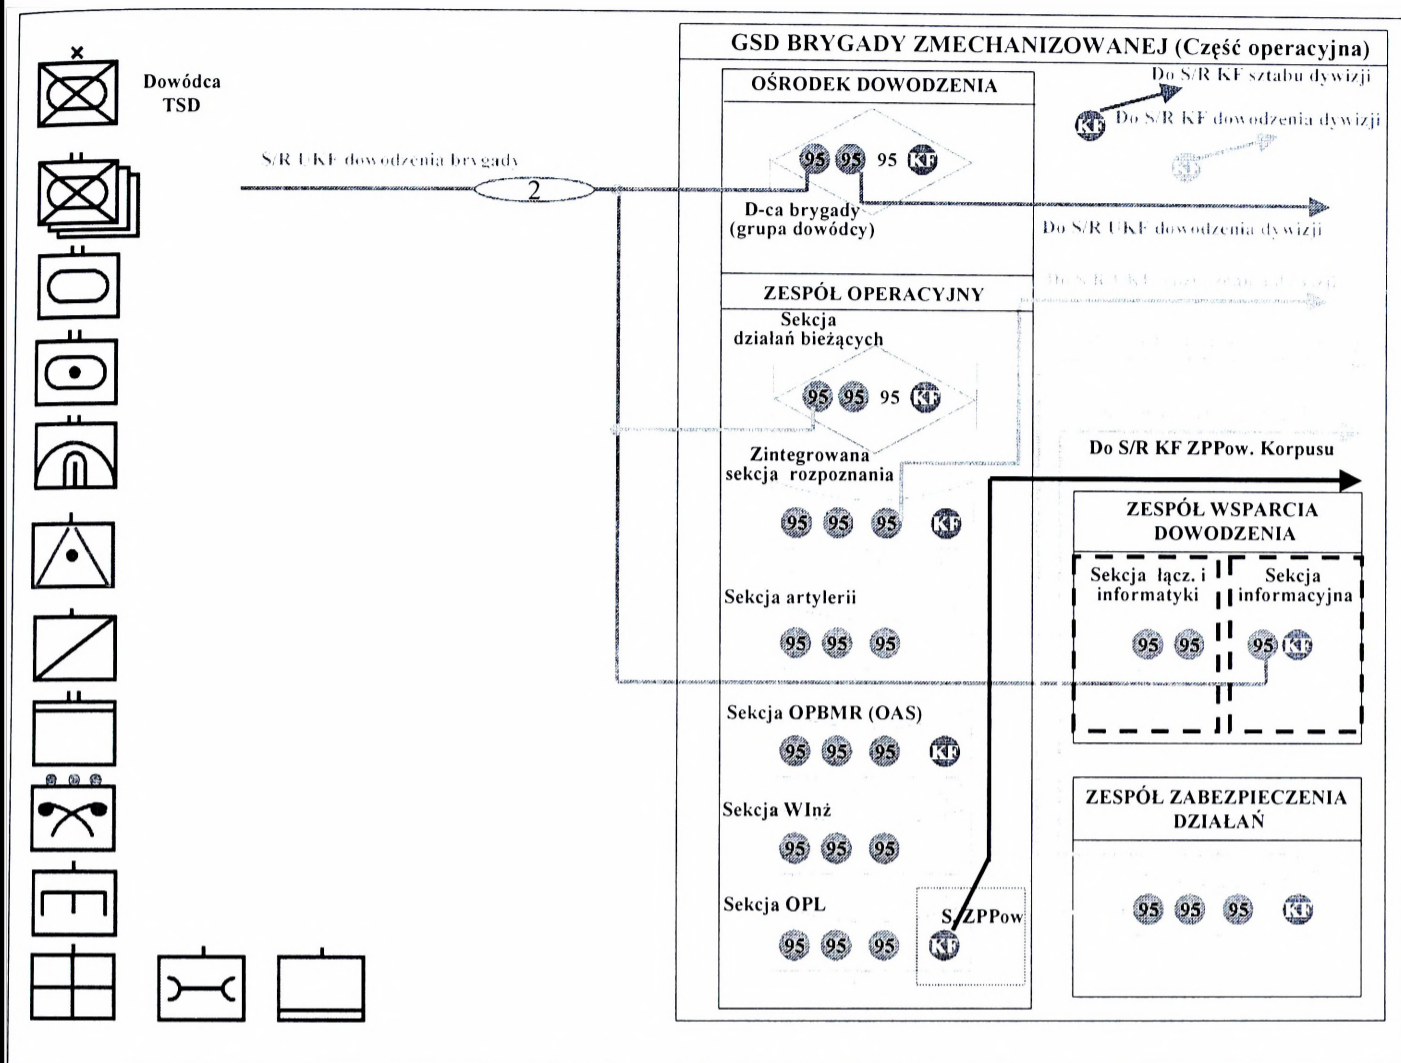 GSD BRYGADY ZMECHANIZOWANEJ (Część operacyjna)
Dowódca
TSD
S/R UKF dowodzenia brygady
2
OŚRODEK DOWODZENIA
95 95 95 KF
D-ca brygady
(grupa dowódcy)
Do S/R KF sztabu dywizji
KF
Do S/R KF dowodzenia dywizji
KF
Do S/R UKF dowodzenia dywizji
ZESPÓŁ OPERACYJNY
Sekcja
działań bieżących
95 95 95 KF
Zintegrowana
sekcja rozpoznania
95 95 95 KF
Sekcja artylerii
95 95 95
Sekcja OPBMR (OAS)
95 95 95 KF
Sekcja WInż
95 95 95
Sekcja OPL
95 95 95
S. ZPPow
KF
Do S/R KF ZPPow. Korpusu
ZESPÓŁ WSPARCIA
DOWODZENIA
Sekcja łącz. i
informatyki
95 95
Sekcja
informacyjna
95 KF
ZESPÓŁ ZABEZPIECZENIA
DZIAŁAŃ
95 95 95 KF